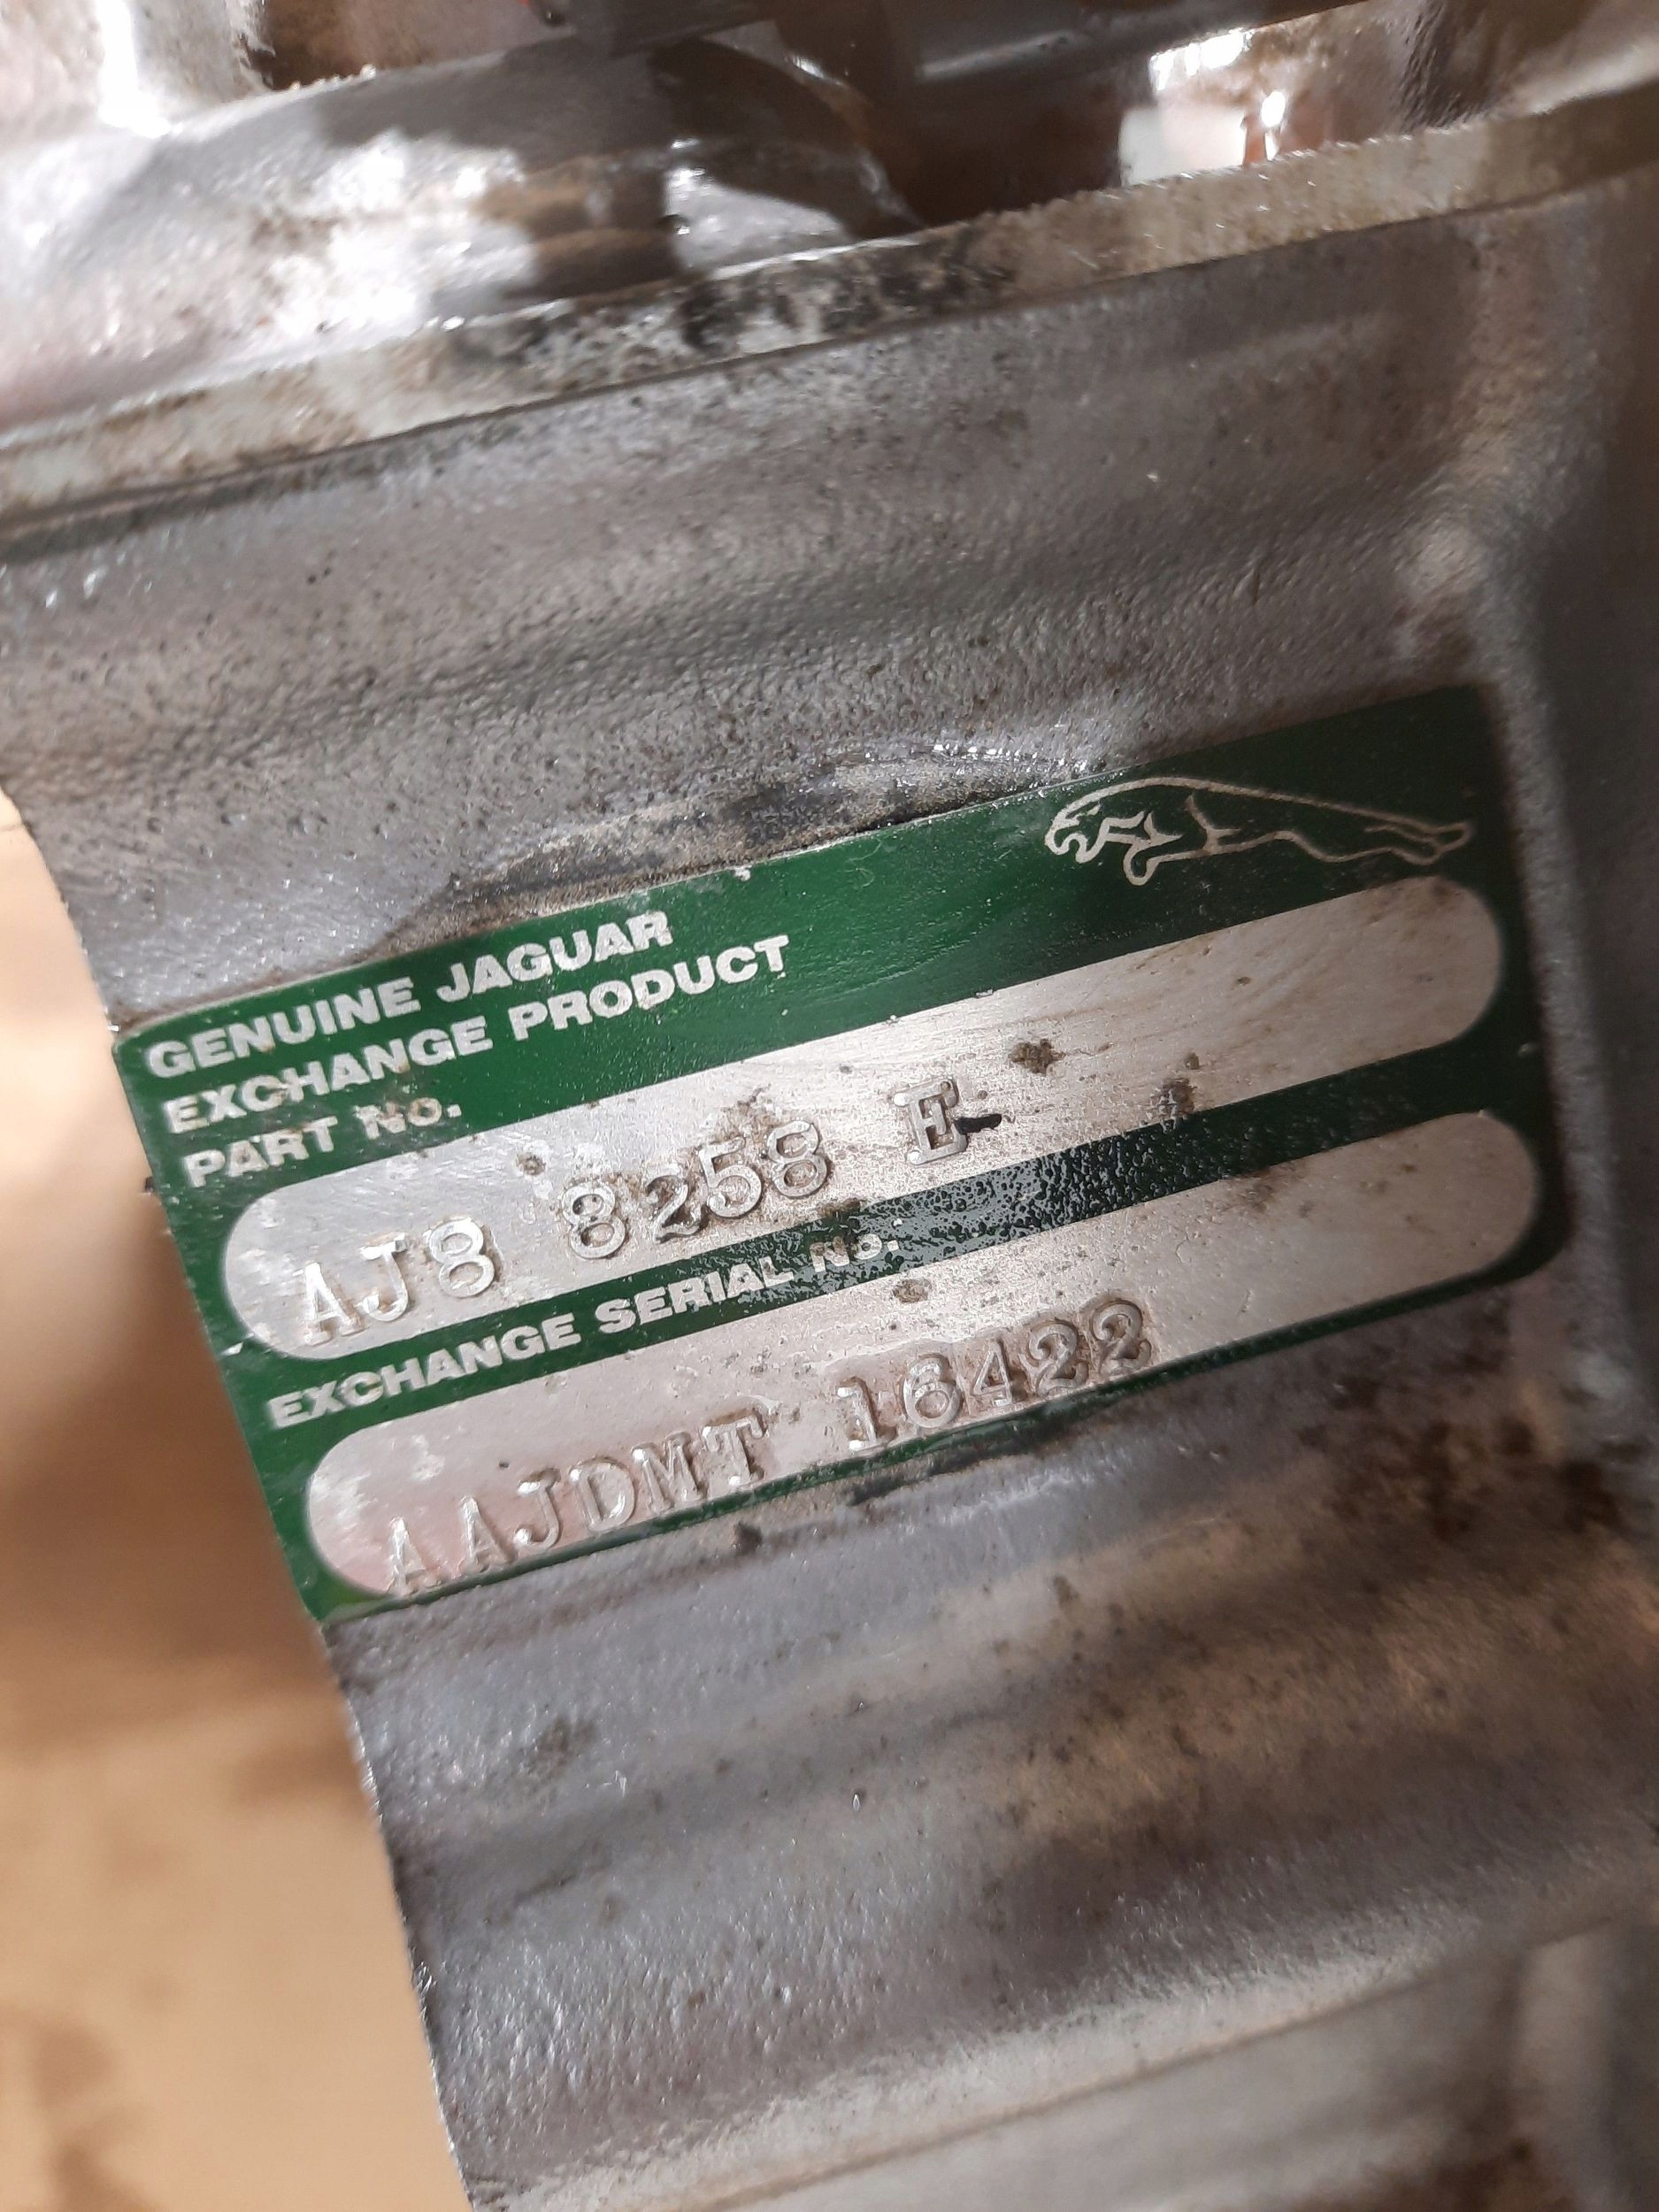 GENUINE JAGUAR
EXCHANGE PRODUCT
PART No.
AJ8 8258 E
EXCHANGE SERIAL No.
AAJDMT 16422